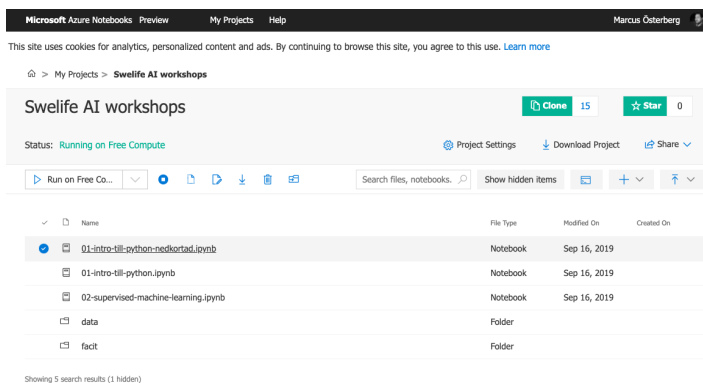 Microsoft Azure Notebooks Preview My Projects Help Marcus Österberg
This site uses cookies for analytics, personalized content and ads. By continuing to browse this site, you agree to this use. Learn more
> My Projects > Swelife AI workshops
Swelife AI workshops Clone 15 Star 0
Status: Running on Free Compute Project Settings Download Project Share
Run on Free Co... Search files, notebooks. Show hidden items
Name File Type Modified On Created On
01-intro-till-python-nedkortad.ipynb Notebook Sep 16, 2019
01-intro-till-python.ipynb Notebook Sep 16, 2019
02-supervised-machine-learning.ipynb Notebook Sep 16, 2019
data Folder
facit Folder
Showing 5 search results (1 hidden)